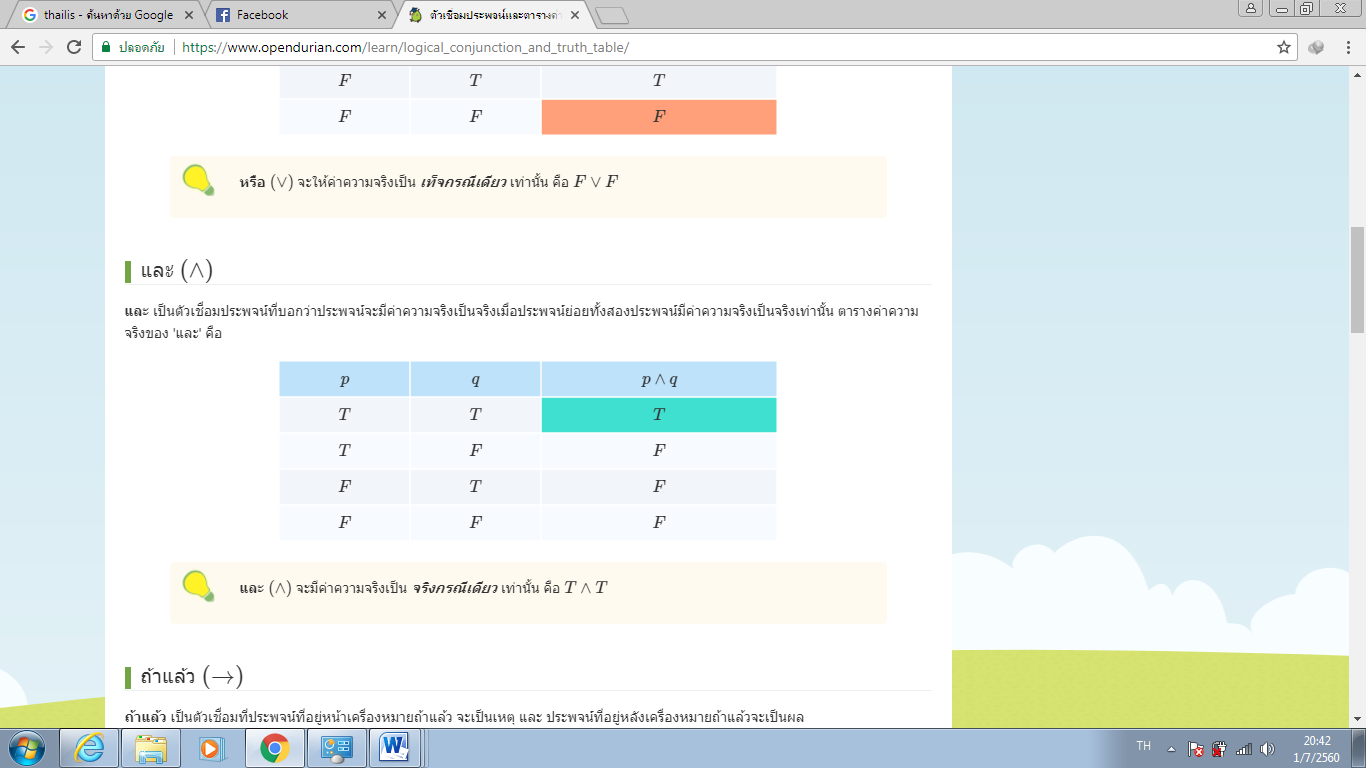 thailis - ค้นหาด้วย Google
Facebook
ตัวเชื่อมประพจน์และตารางค่า
ปลอดภัย
https://www.opendurian.com/learn/logical_conjunction_and_truth_table/
F T T
F F F
หรือ (∨) จะให้ค่าความจริงเป็น เท็จกรณีเดียว เท่านั้น คือ F ∨ F
และ (∧)
และ เป็นตัวเชื่อมประพจน์ที่บอกว่าประพจน์จะมีค่าความจริงเป็นจริงเมื่อประพจน์ย่อยทั้งสองประพจน์มีค่าความจริงเป็นจริงเท่านั้น ตารางค่าความ
จริงของ 'และ' คือ
p q p ∧ q
T T T
T F F
F T F
F F F
และ (∧) จะมีค่าความจริงเป็น จริงกรณีเดียว เท่านั้น คือ T ∧ T
ถ้าแล้ว (→)
ถ้าแล้ว เป็นตัวเชื่อมที่ประพจน์ที่อยู่หน้าเครื่องหมายถ้าแล้ว จะเป็นเหตุ และ ประพจน์ที่อยู่หลังเครื่องหมายถ้าแล้วจะเป็นผล
TH
20:42
1/7/2560